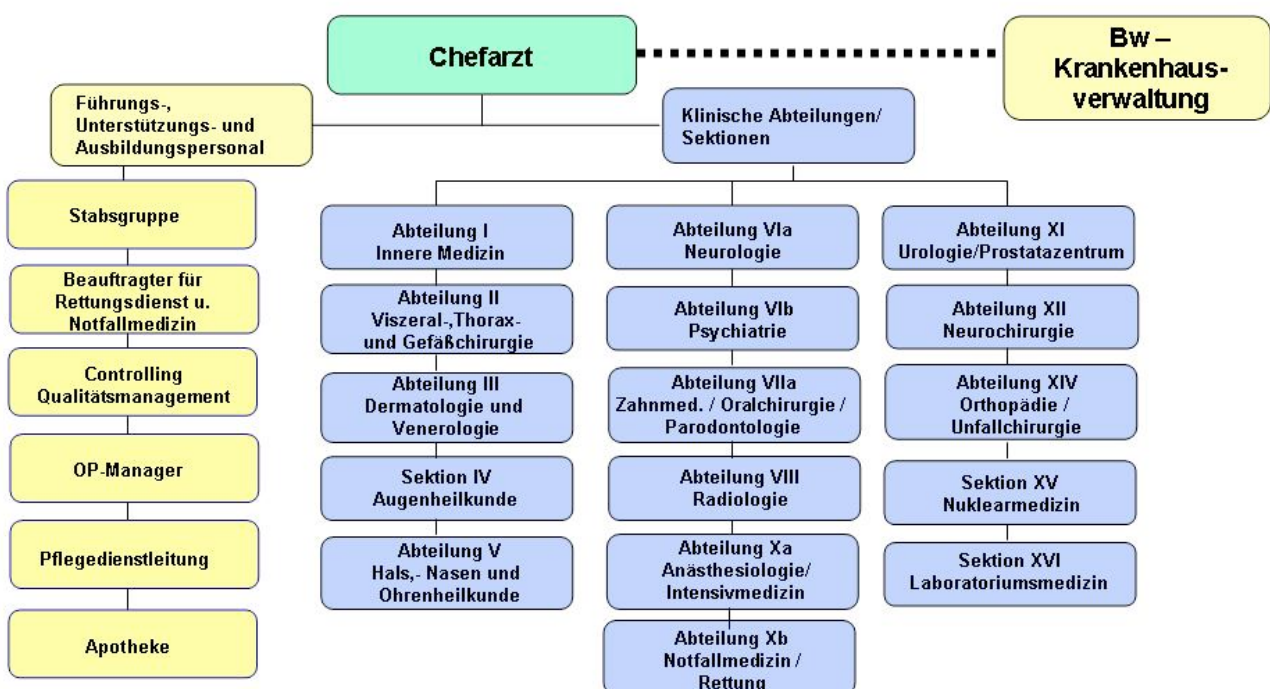 Chefarzt
Bw –
Krankenhaus-
verwaltung
Führungs-,
Unterstützungs- und
Ausbildungspersonal
Klinische Abteilungen/
Sektionen
Stabsgruppe
Beauftragter für
Rettungsdienst u.
Notfallmedizin
Controlling
Qualitätsmanagement
OP-Manager
Pflegedienstleitung
Apotheke
Abteilung I
Innere Medizin
Abteilung II
Viszeral-,Thorax-
und Gefäßchirurgie
Abteilung III
Dermatologie und
Venerologie
Sektion IV
Augenheilkunde
Abteilung V
Hals,- Nasen und
Ohrenheilkunde
Abteilung VIa
Neurologie
Abteilung VIb
Psychiatrie
Abteilung VIIa
Zahnmed. / Oralchirurgie /
Parodontologie
Abteilung VIII
Radiologie
Abteilung Xa
Anästhesiologie/
Intensivmedizin
Abteilung Xb
Notfallmedizin /
Rettung
Abteilung XI
Urologie/Prostatazentrum
Abteilung XII
Neurochirurgie
Abteilung XIV
Orthopädie /
Unfallchirurgie
Sektion XV
Nuklearmedizin
Sektion XVI
Laboratoriumsmedizin